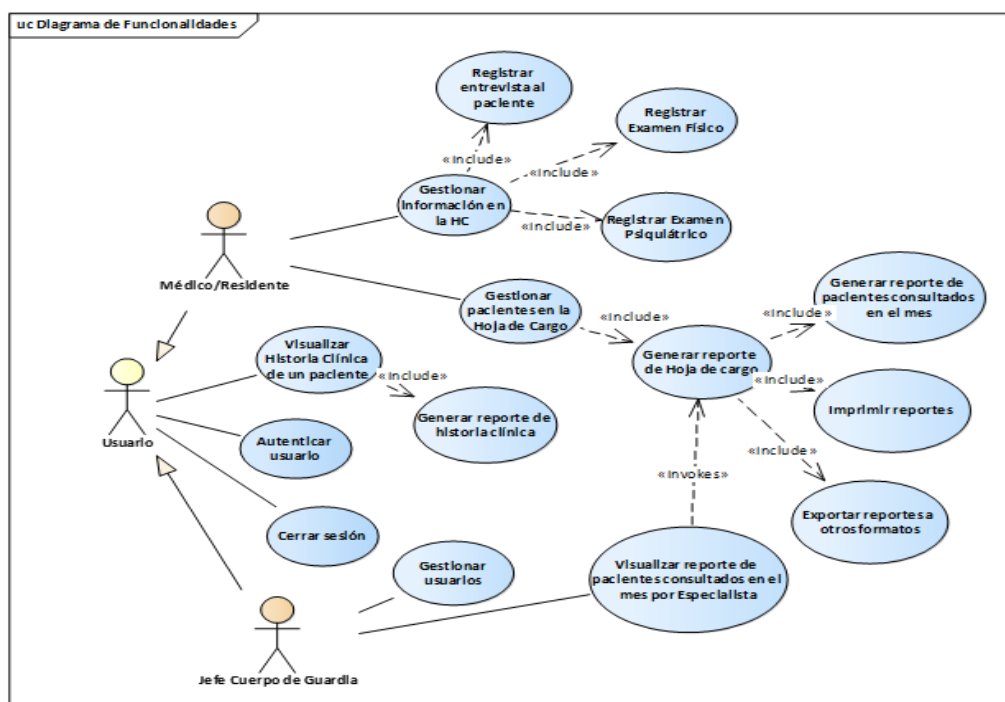 uc Diagrama de Funcionalidades
Registrar
entrevista al
paciente
Registrar
Examen Físico
«include»
«include»
Gestionar
información en
la HC
«include»
Registrar Examen
Psiquiátrico
Médico/Residente
Gestionar
pacientes en la
Hoja de Cargo
«include»
Generar reporte de
pacientes consultados
en el mes
«include»
Generar reporte
de Hoja de cargo
Visualizar
Historia Clínica
de un paciente
«include»
Generar reporte de
historia clínica
«include»
Imprimir reportes
Usuario
Autenticar
usuario
«include»
«invokes»
Exportar reportes a
otros formatos
Cerrar sesión
Gestionar
usuarios
Visualizar reporte de
pacientes consultados en el
mes por Especialista
Jefe Cuerpo de Guardia